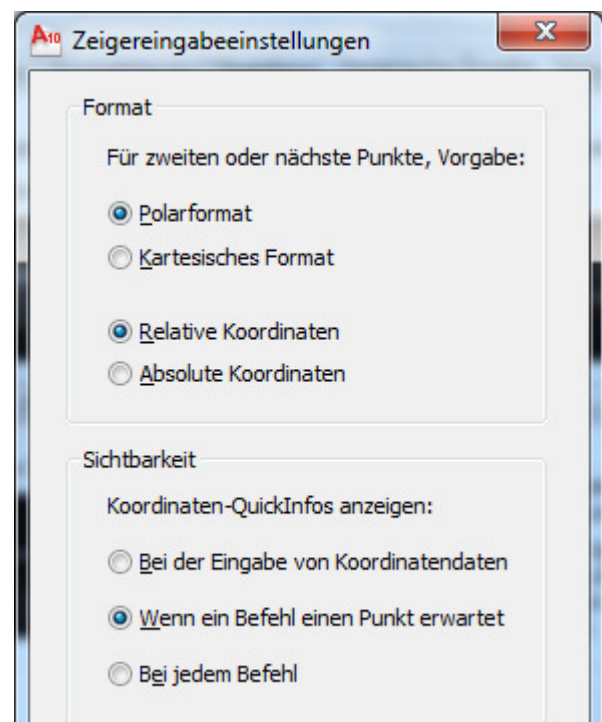 A10 Zeigereingabeeinstellungen
Format
Für zweiten oder nächste Punkte, Vorgabe:
Polarformat
Kartesisches Format
Relative Koordinaten
Absolute Koordinaten
Sichtbarkeit
Koordinaten-QuickInfos anzeigen:
Bei der Eingabe von Koordinatendaten
Wenn ein Befehl einen Punkt erwartet
Bei jedem Befehl